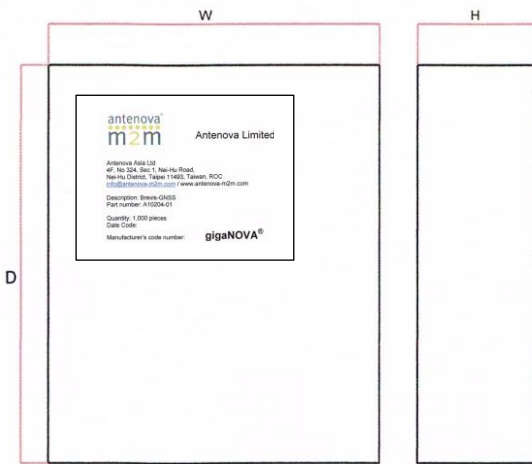 W
H
antenova®
m2m
Antenova Limited
Antenova Asia Ltd
4F, No 324, Sec 1, Nei-Hu Road,
Nei-Hu District, Taipei 11493, Taiwan, ROC
info@antenova-m2m.com / www.antenova-m2m.com
Description: Brevis-GNSS
Part number: A10204-01
Quantity: 1,000 pieces
Date Code:
Manufacturer's code number: gigaNOVA®
D